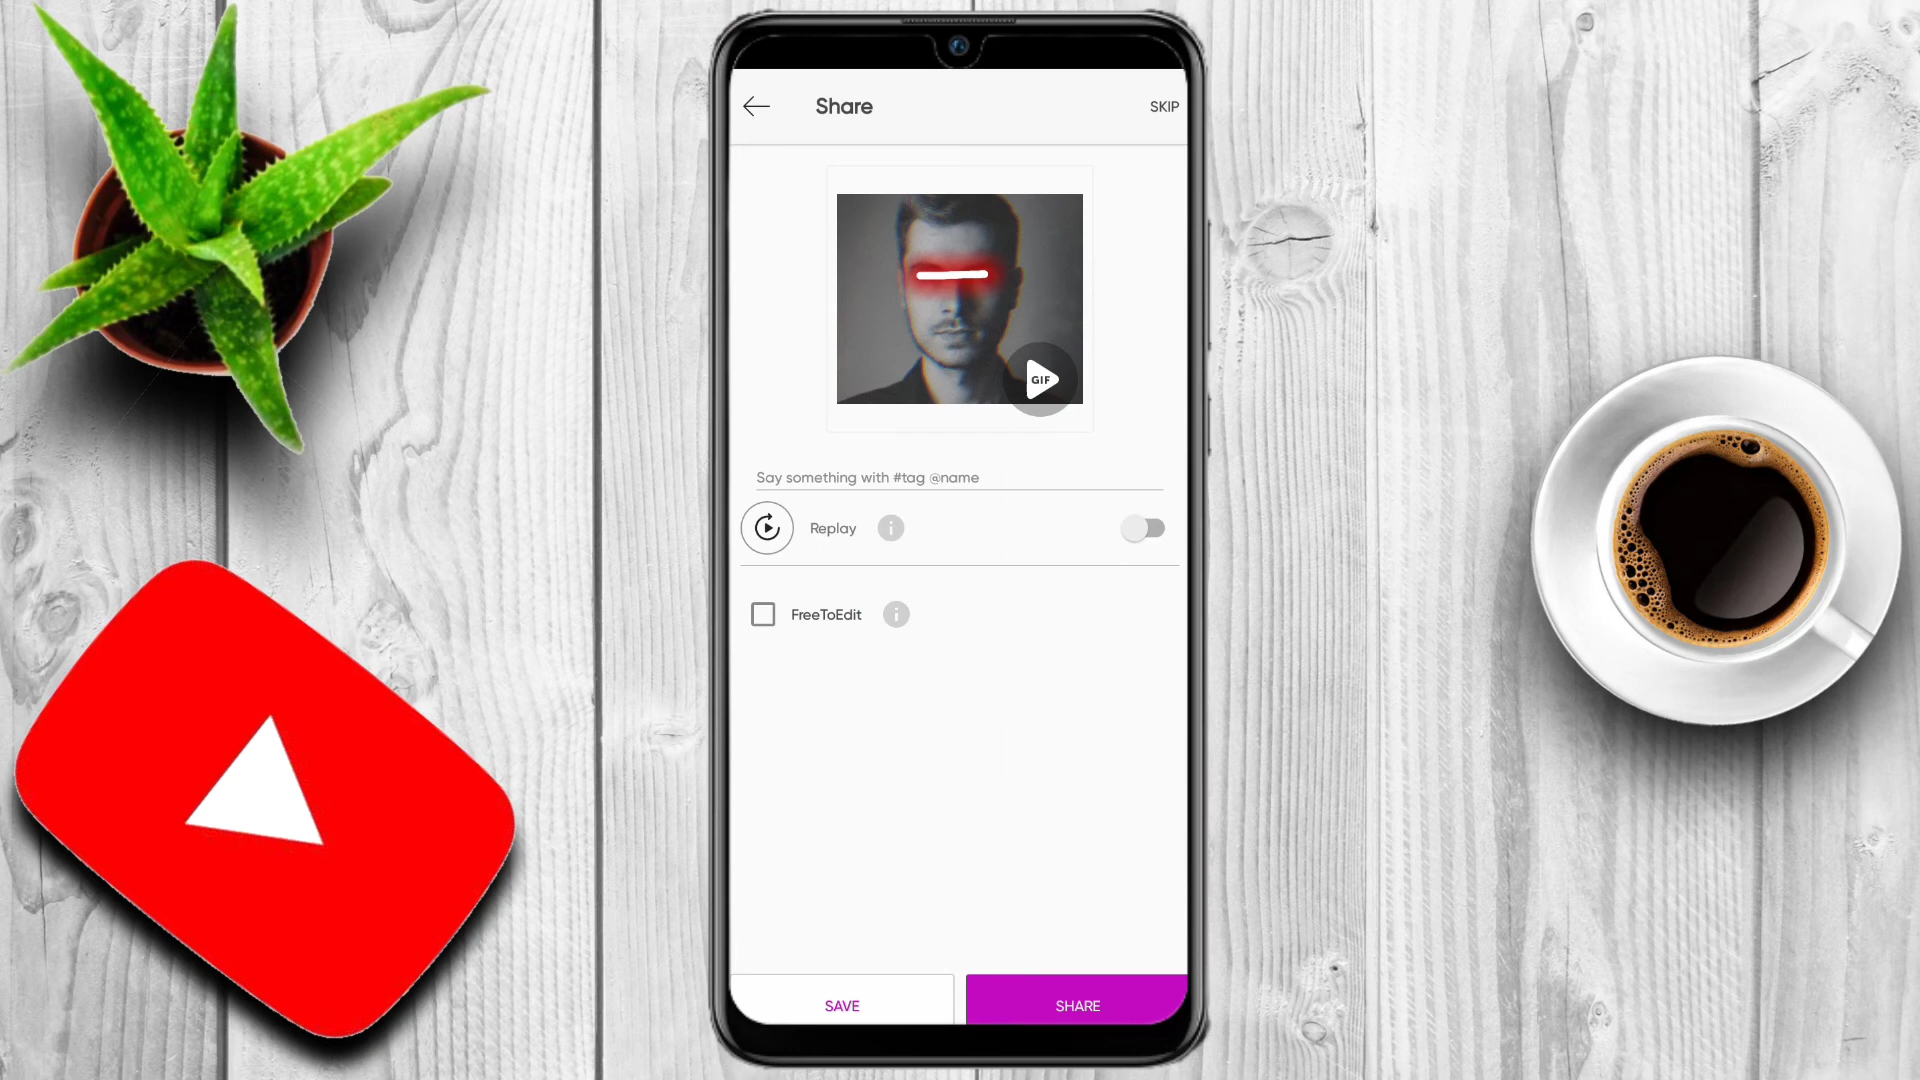 Share
SKIP
GIF
Say something with #tag @name
Replay
FreeToEdit
SAVE
SHARE